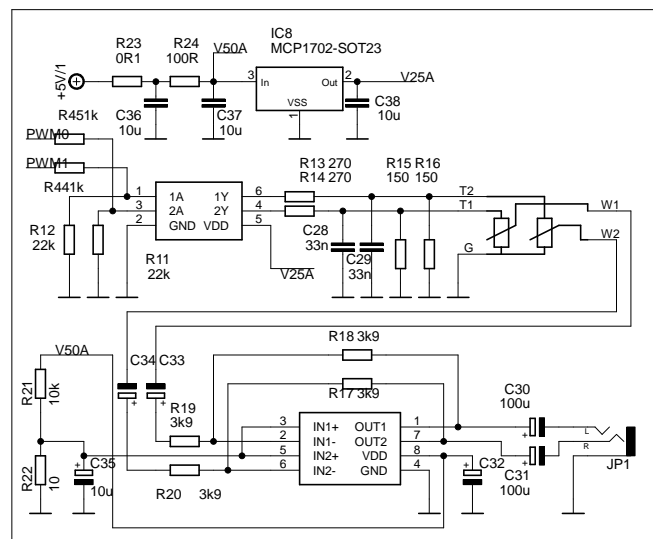 IC8
R23 R24 V50A MCP1702-SOT23
0R1 100R
3 In Out 2 V25A
+5V/1
VSS
C36 C37 1 C38
10u 10u 10u
R451k
PWM0
PWM1
R441k
R13 270 R15 R16
R14 270 150 150
1 1A 1Y 6 T2
3 2A 2Y 4 T1 W1
2 GND VDD 5
R12 C28 W2
22k 33n G
R11 C29
22k V25A 33n
R18 3k9
V50A C34 C33
R21 R17 3k9 C30
10k R19 100u
3k9 3 IN1+ OUT1 1 + L
2 IN1- OUT2 7 R
5 IN2+ VDD 8 +
C35 6 IN2- GND 4 + C32 C31 JP1
R22 + 100u
10 10u R20 3k9